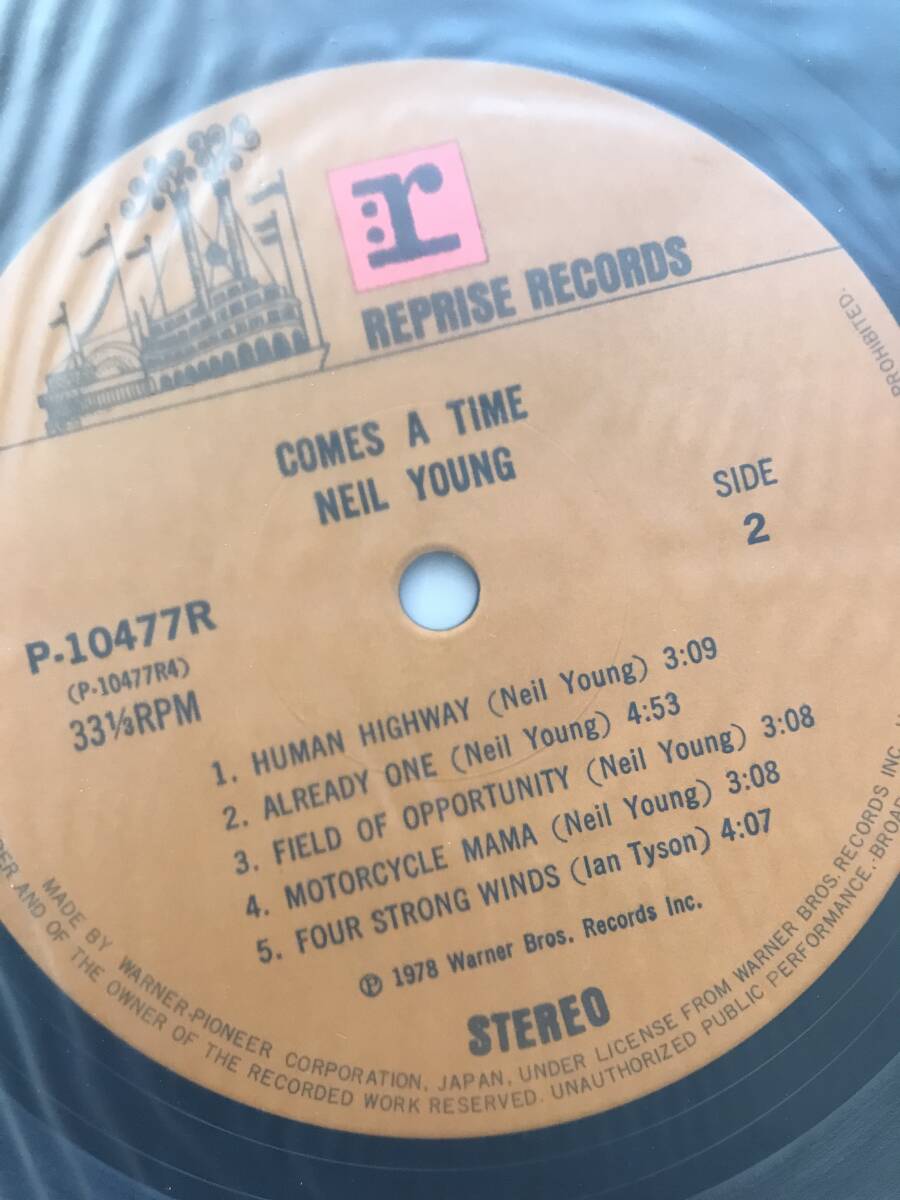 r
REPRISE RECORDS
COMES A TIME
NEIL YOUNG
SIDE
2
P-10477R
(P-10477R4)
33⅓RPM
1. HUMAN HIGHWAY (Neil Young) 3:09
2. ALREADY ONE (Neil Young) 4:53
3. FIELD OF OPPORTUNITY (Neil Young) 3:08
4. MOTORCYCLE MAMA (Neil Young) 3:08
5. FOUR STRONG WINDS (Ian Tyson) 4:07
Ⓟ 1978 Warner Bros. Records Inc.
STEREO
MADE BY WARNER-PIONEER CORPORATION, JAPAN, UNDER LICENSE FROM WARNER BROS. RECORDS INC.
AND OF THE OWNER OF THE RECORDED WORK RESERVED. UNAUTHORIZED PUBLIC PERFORMANCE.
PROHIBITED.